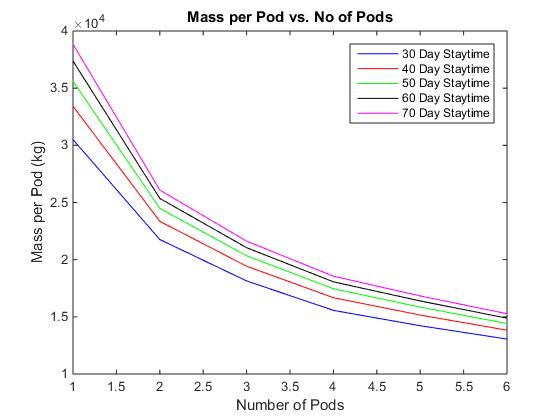 Mass per Pod vs. No of Pods
× 10^4
4
3.5
3
2.5
2
1.5
1
Mass per Pod (kg)
30 Day Staytime
40 Day Staytime
50 Day Staytime
60 Day Staytime
70 Day Staytime
1 1.5 2 2.5 3 3.5 4 4.5 5 5.5 6
Number of Pods